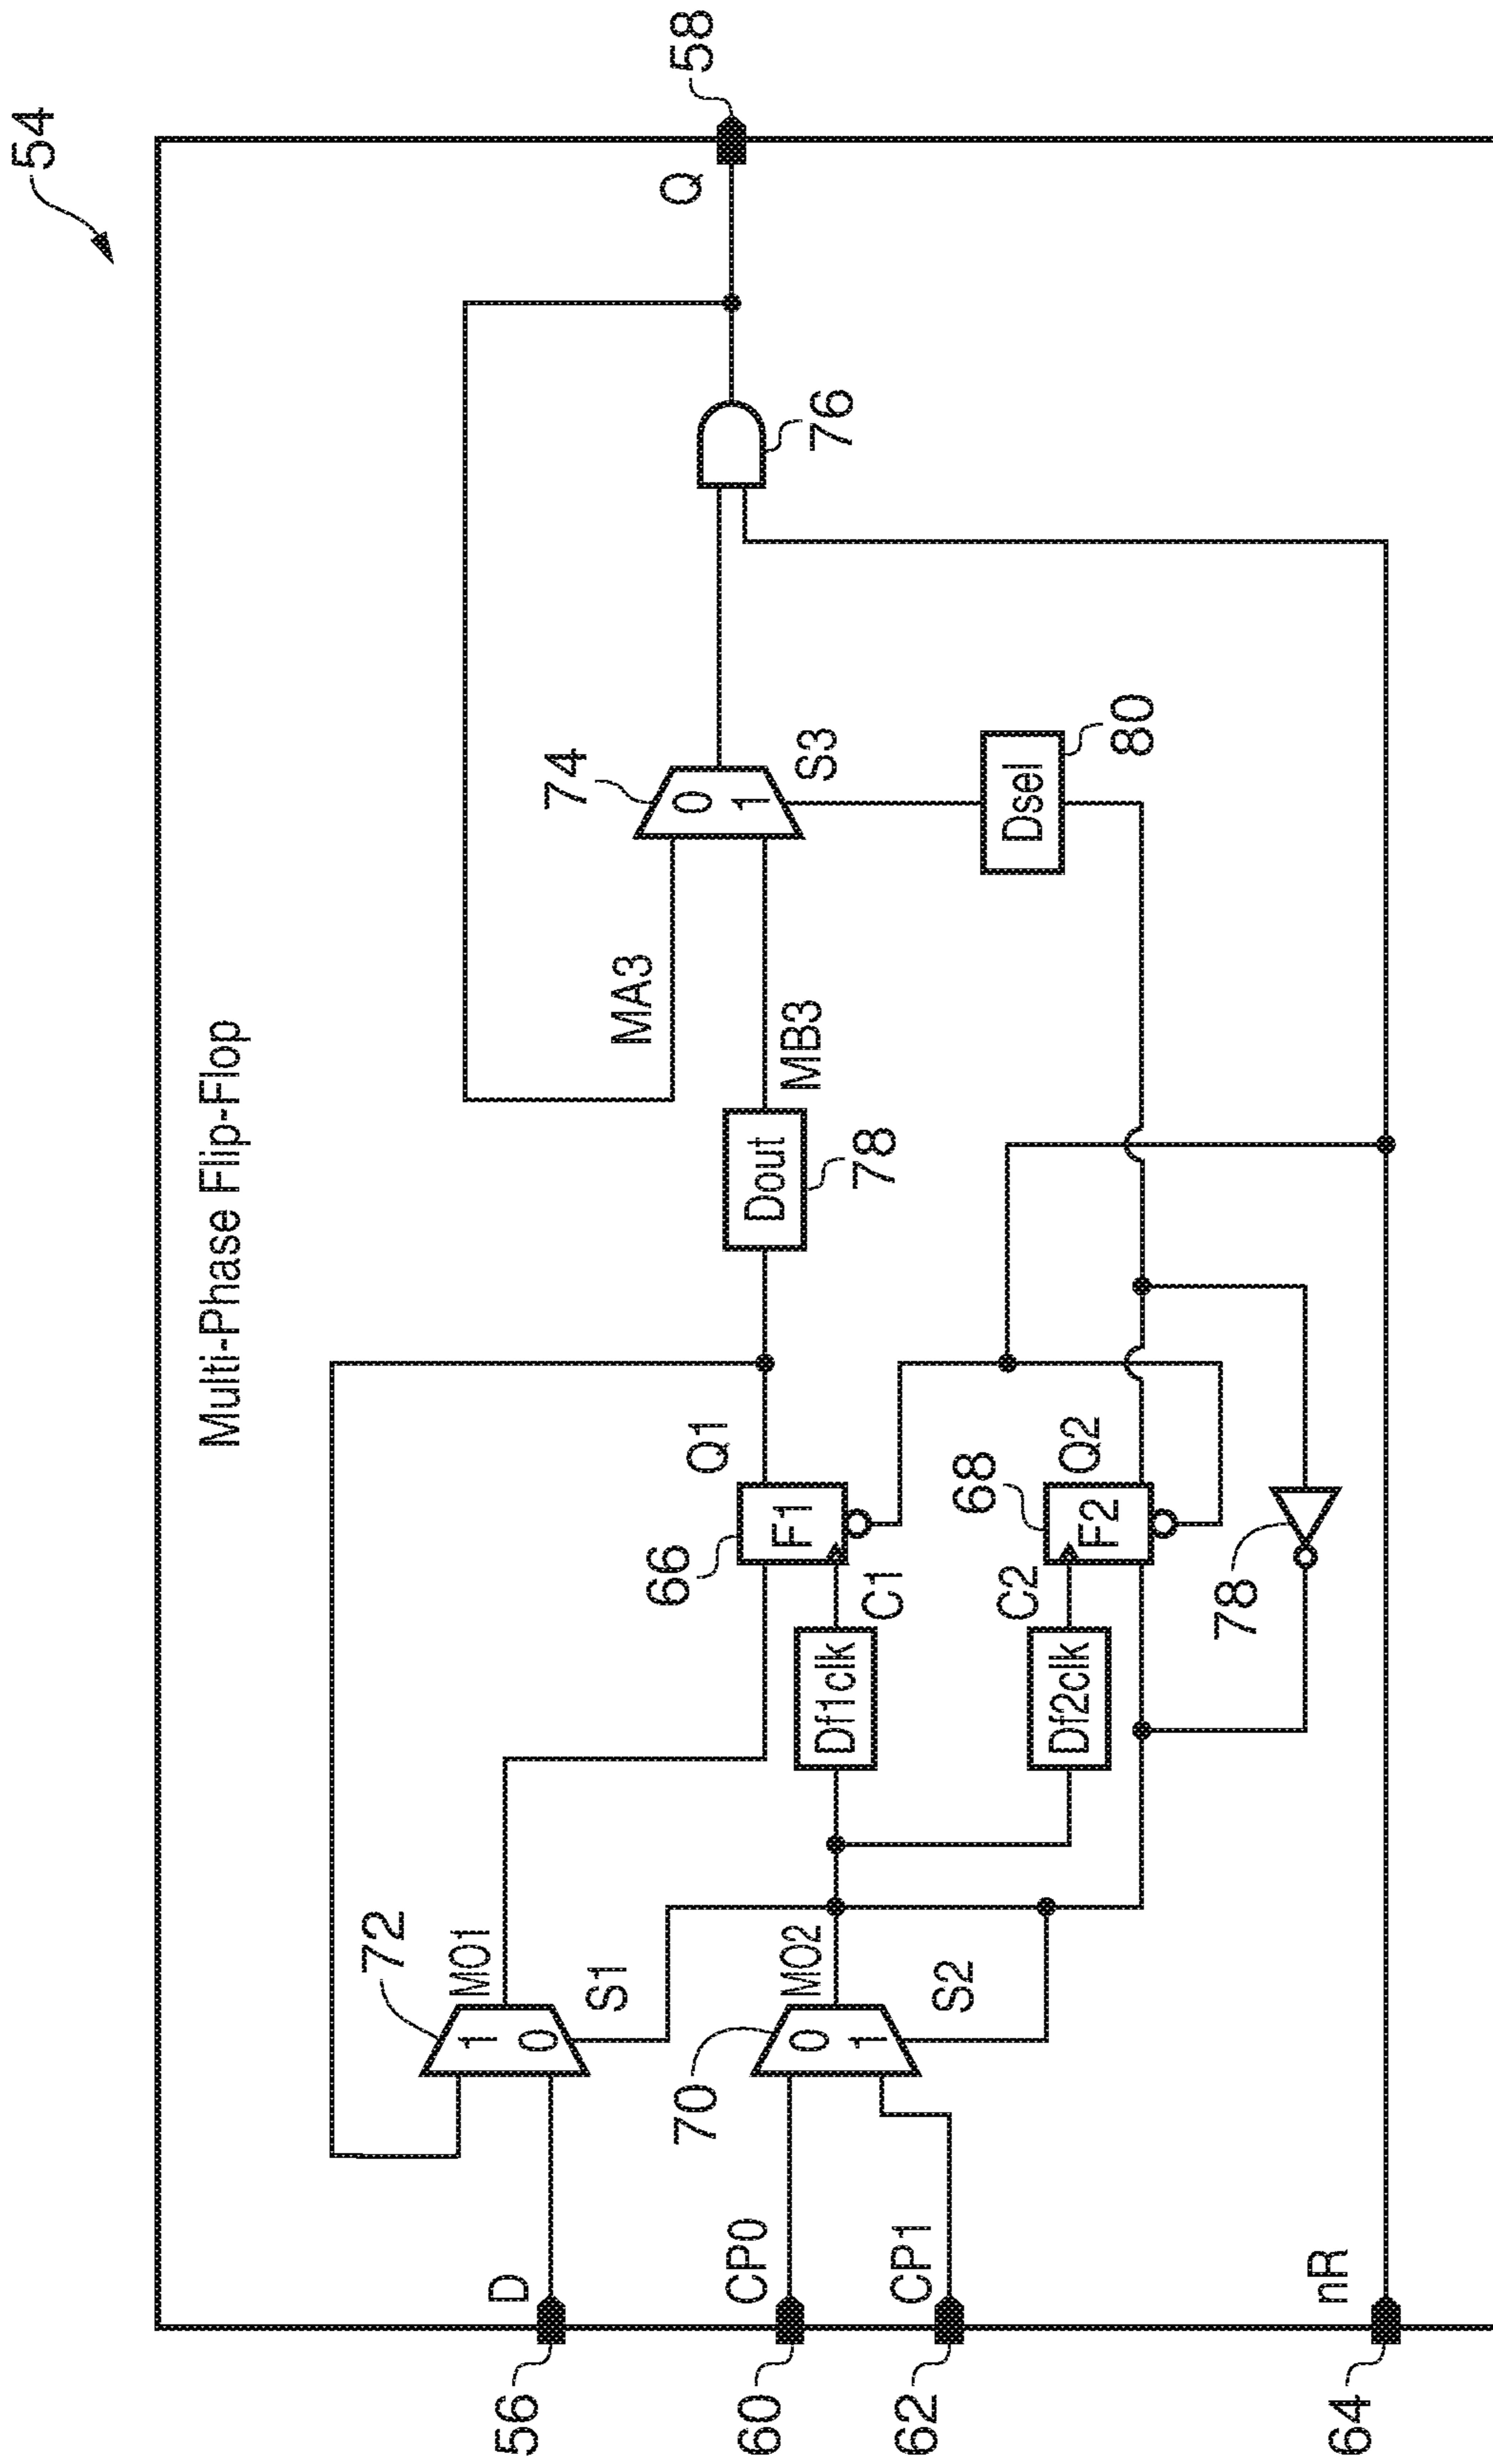 54
Multi-Phase Flip-Flop
D
56
CP0
60
CP1
62
nR
64
72
1
0
MO1
S1
70
0
1
MO2
S2
Df1clk
C1
Df2clk
C2
66
F1
Q1
68
F2
Q2
78
Dout
78
MA3
MB3
74
0
1
S3
Dsel
80
76
Q
58